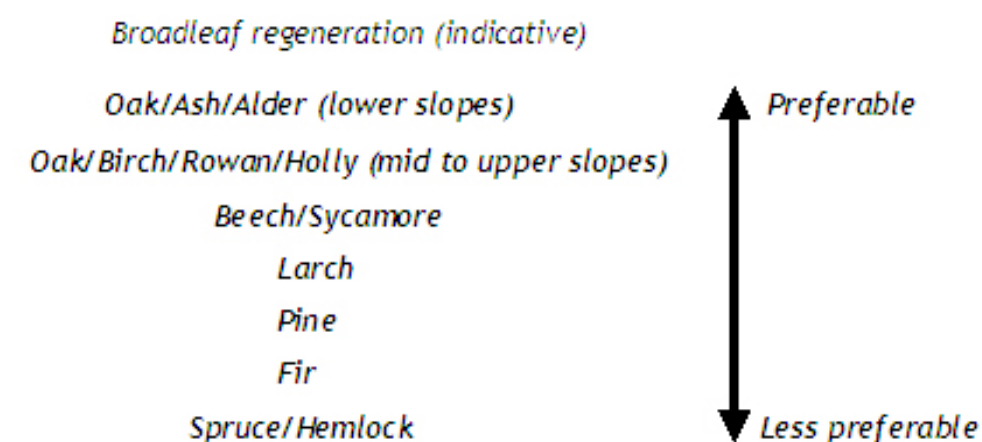 Broadleaf regeneration (indicative)
Oak/Ash/Alder (lower slopes)
Preferable
Oak/Birch/Rowan/Holly (mid to upper slopes)
Beech/Sycamore
Larch
Pine
Fir
Spruce/Hemlock
Less preferable